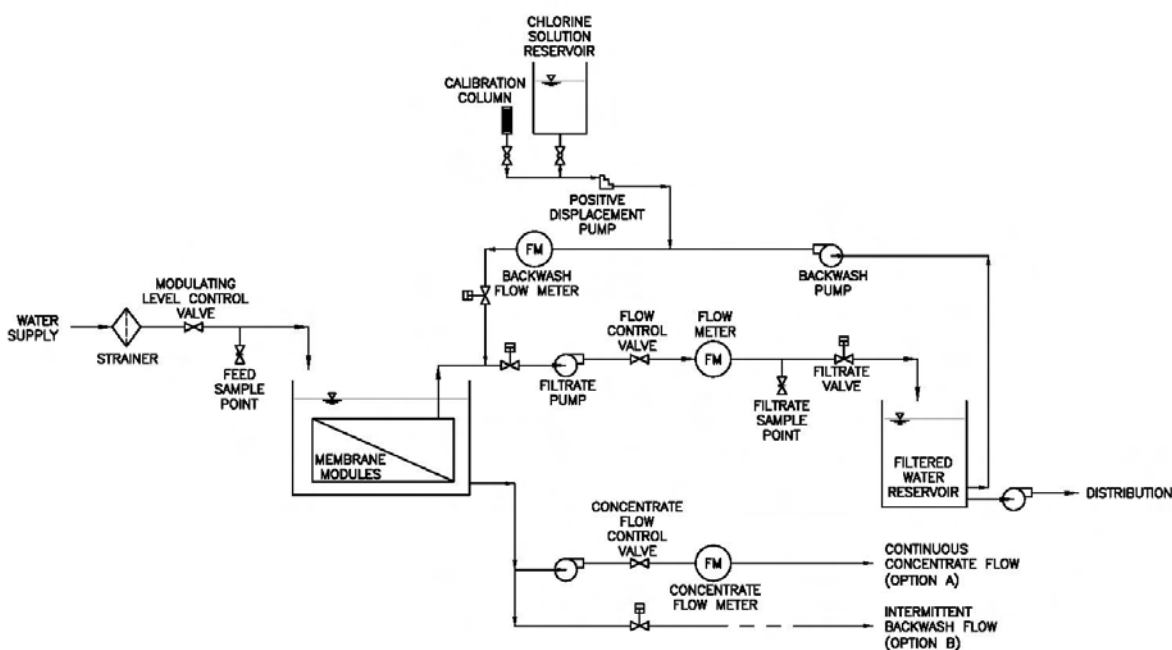 CHLORINE
SOLUTION
RESERVOIR
CALIBRATION
COLUMN
POSITIVE
DISPLACEMENT
PUMP
FM
BACKWASH
FLOW METER
BACKWASH
PUMP
MODULATING
LEVEL CONTROL
VALVE
WATER
SUPPLY
STRAINER
FEED
SAMPLE
POINT
FLOW
CONTROL
VALVE
FLOW
METER
FM
FILTRATE
PUMP
FILTRATE
VALVE
FILTRATE
SAMPLE
POINT
MEMBRANE
MODULES
FILTERED
WATER
RESERVOIR
DISTRIBUTION
CONCENTRATE
FLOW
CONTROL
VALVE
FM
CONCENTRATE
FLOW METER
CONTINUOUS
CONCENTRATE FLOW
(OPTION A)
INTERMITTENT
BACKWASH FLOW
(OPTION B)